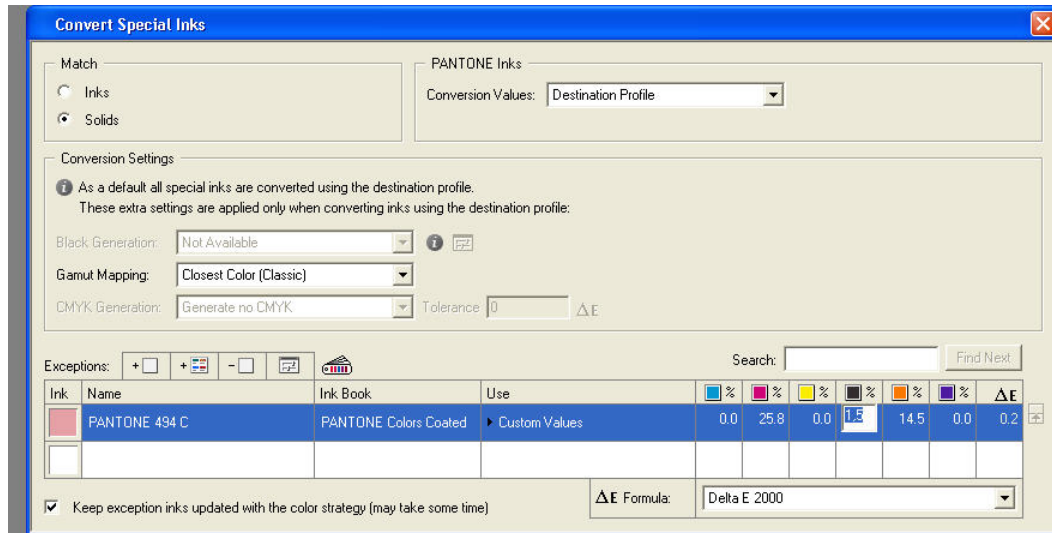 Convert Special Inks
Match
Inks
Solids
PANTONE Inks
Conversion Values: Destination Profile
Conversion Settings
As a default all special inks are converted using the destination profile.
These extra settings are applied only when converting inks using the destination profile:
Black Generation: Not Available
Gamut Mapping: Closest Color (Classic)
CMYK Generation: Generate no CMYK Tolerance 0 ΔE
Exceptions: Search: Find Next
Ink Name Ink Book Use % % % % % % ΔE
PANTONE 494 C PANTONE Colors Coated Custom Values 0.0 25.8 0.0 1.5 14.5 0.0 0.2
Keep exception inks updated with the color strategy (may take some time)
ΔE Formula: Delta E 2000